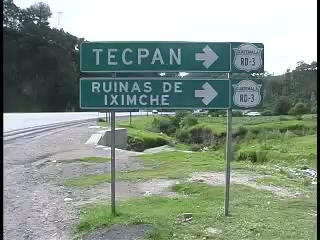 TECPAN
GUATEMALA
RD-3
RUINAS DE
IXIMCHE
GUATEMALA
RD-3